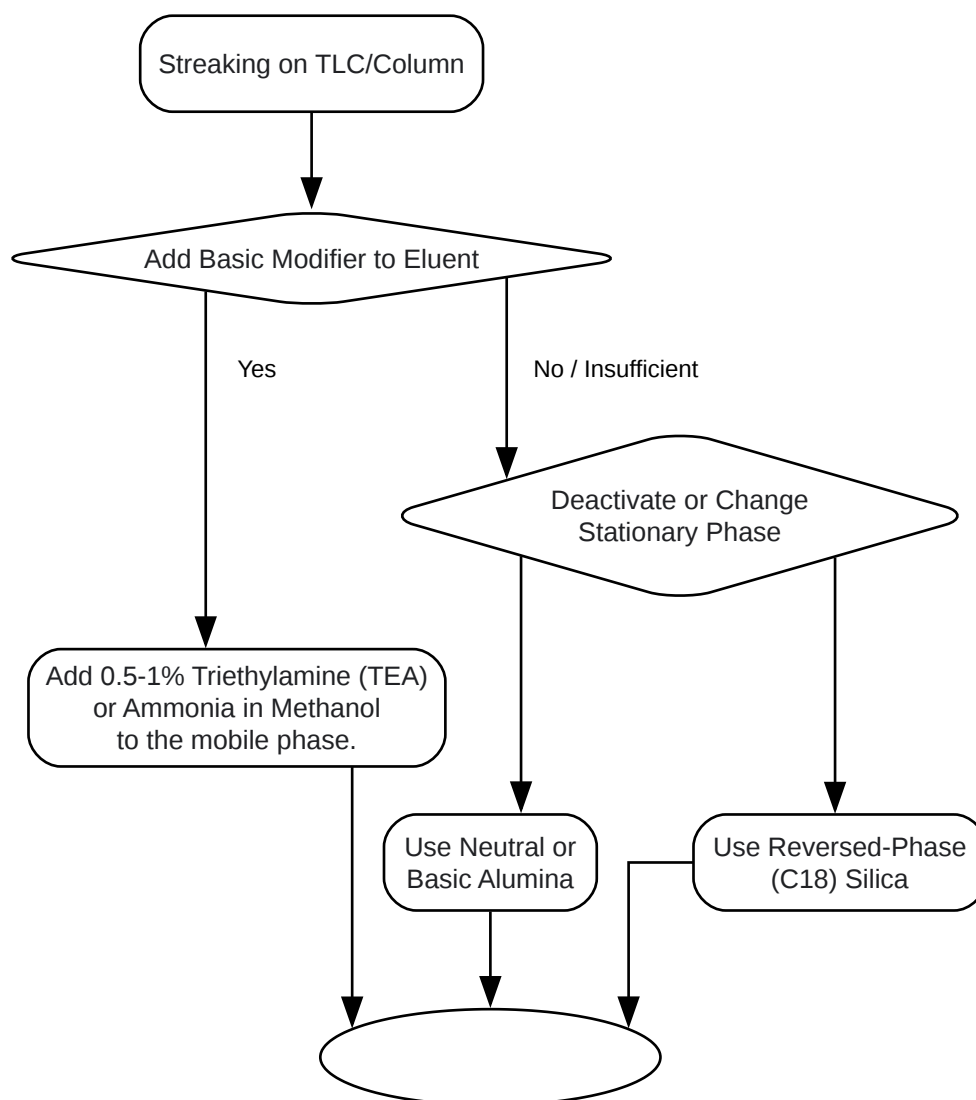 Streaking on TLC/Column
Add Basic Modifier to Eluent
Yes
No / Insufficient
Deactivate or Change
Stationary Phase
Add 0.5-1% Triethylamine (TEA)
or Ammonia in Methanol
to the mobile phase.
Use Neutral or
Basic Alumina
Use Reversed-Phase
(C18) Silica